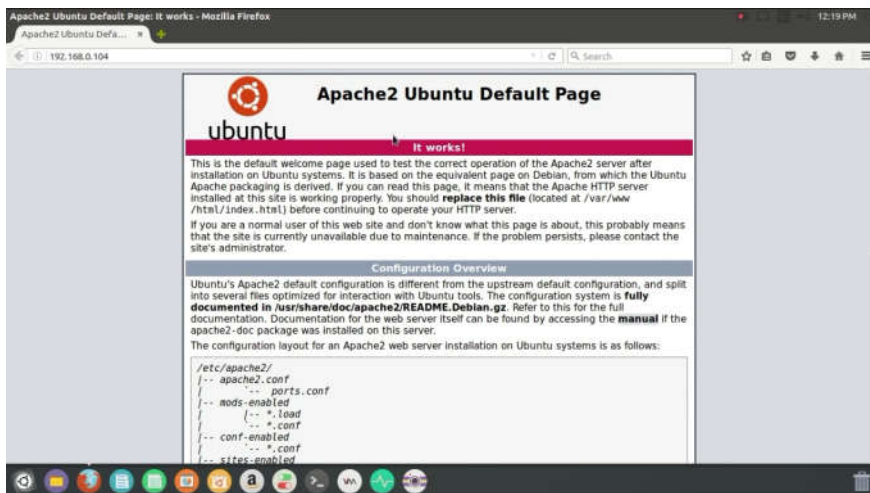 Apache2 Ubuntu Default Page: It works - Mozilla Firefox
12:19 PM
Apache2 Ubuntu Defa...
192.168.0.104
Search
ubuntu
Apache2 Ubuntu Default Page
It works!
This is the default welcome page used to test the correct operation of the Apache2 server after
installation on Ubuntu systems. It is based on the equivalent page on Debian, from which the Ubuntu
Apache packaging is derived. If you can read this page, it means that the Apache HTTP server
installed at this site is working properly. You should replace this file (located at /var/www
/html/index.html) before continuing to operate your HTTP server.
If you are a normal user of this web site and don't know what this page is about, this probably means
that the site is currently unavailable due to maintenance. If the problem persists, please contact the
site's administrator.
Configuration Overview
Ubuntu's Apache2 default configuration is different from the upstream default configuration, and split
into several files optimized for interaction with Ubuntu tools. The configuration system is fully
documented in /usr/share/doc/apache2/README.Debian.gz. Refer to this for the full
documentation. Documentation for the web server itself can be found by accessing the manual if the
apache2-doc package was installed on this server.
The configuration layout for an Apache2 web server installation on Ubuntu systems is as follows:
/etc/apache2/
|-- apache2.conf
|       `-- ports.conf
|-- mods-enabled
|       |-- *.load
|       `-- *.conf
|-- conf-enabled
|       `-- *.conf
|-- sites-enabled